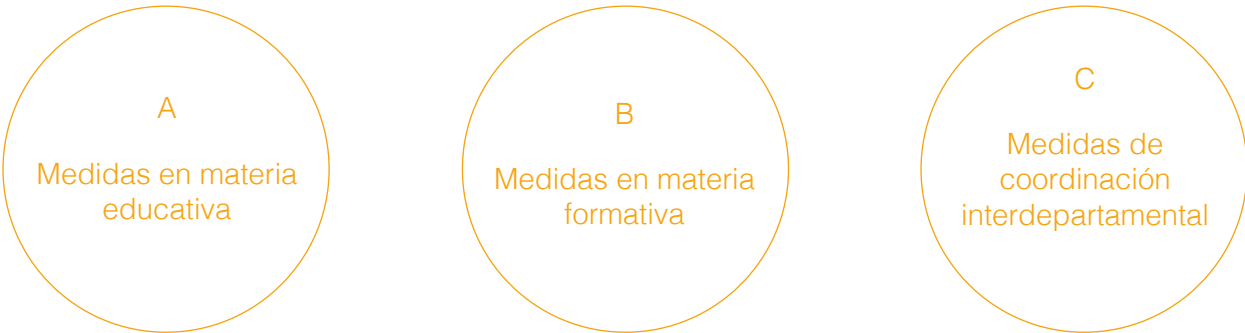 A
Medidas en materia
educativa
B
Medidas en materia
formativa
C
Medidas de
coordinación
interdepartamental